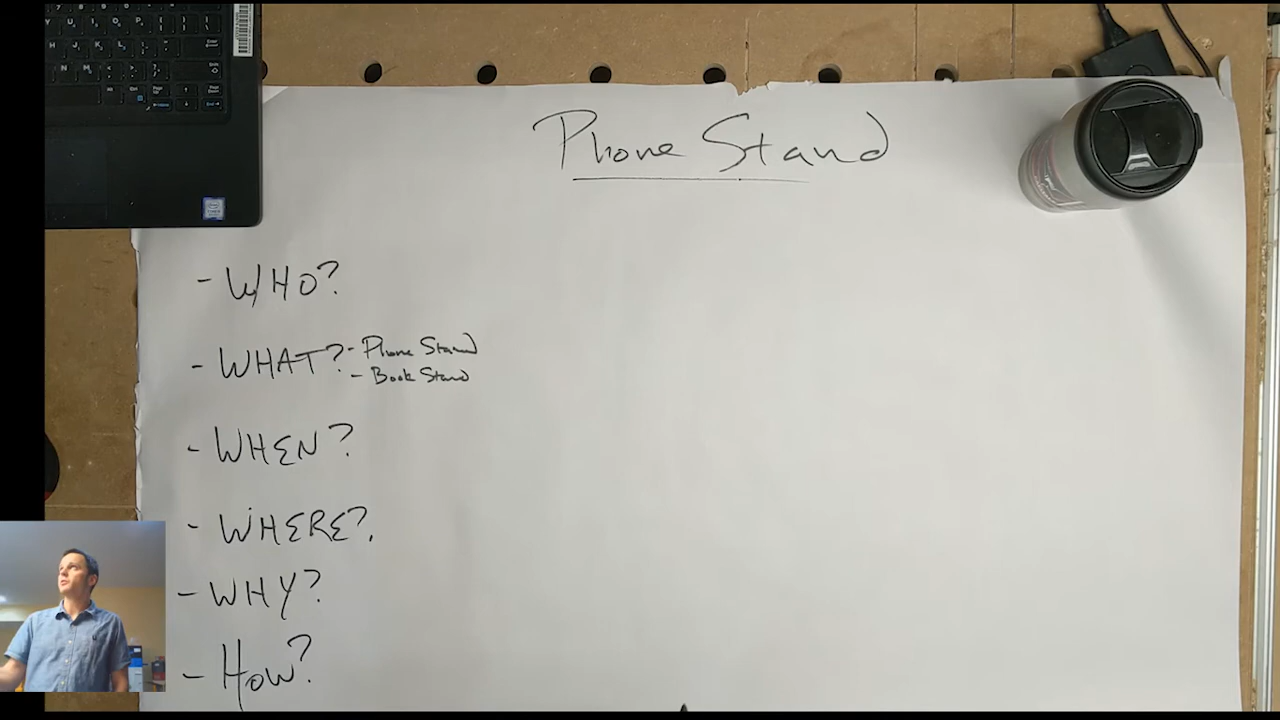 Phone Stand
- WHO?
- WHAT? - Phone Stand
- Book Stand
- WHEN?
- WHERE?
- WHY?
- How?